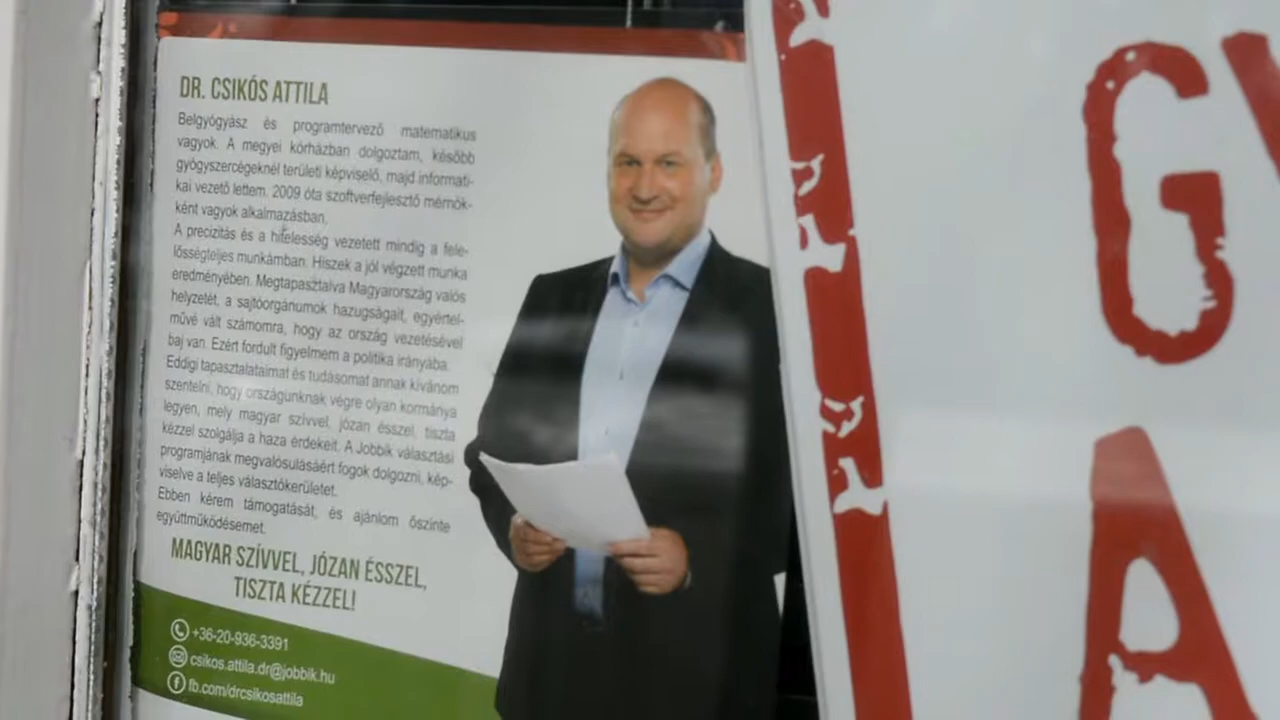 DR. CSIKÓS ATTILA
Belgyógyász és programtervező matematikus
vagyok. A megyei kórházban dolgoztam, később
gyógyszercégeknél területi képviselő, majd informati-
kai vezető lettem. 2009 óta szoftverfejlesztő mérnök-
ként vagyok alkalmazásban.
A precizitás és a hitelesség vezetett mindig a fele-
lősségteljes munkámban. Hiszek a jól végzett munka
eredményében. Megtapasztalva Magyarország valós
helyzetét, a sajtóorgánumok hazugságait, egyértel-
művé vált számomra, hogy az ország vezetésével
baj van. Ezért fordult figyelmem a politika irányába.
Eddigi tapasztalataimat és tudásomat annak kívánom
szentelni, hogy országunknak végre olyan kormánya
legyen, mely magyar szívvel, józan ésszel, tiszta
kézzel szolgálja a haza érdekeit. A Jobbik választási
programjának megvalósulásáért fogok dolgozni, kép-
viselve a teljes választókerületet.
Ebben kérem támogatását, és ajánlom őszinte
együttműködésemet.
MAGYAR SZÍVVEL, JÓZAN ÉSSZEL,
TISZTA KÉZZEL!
+36-20-936-3391
csikos.attila.dr@jobbik.hu
fb.com/drcsikosattila
GY
A